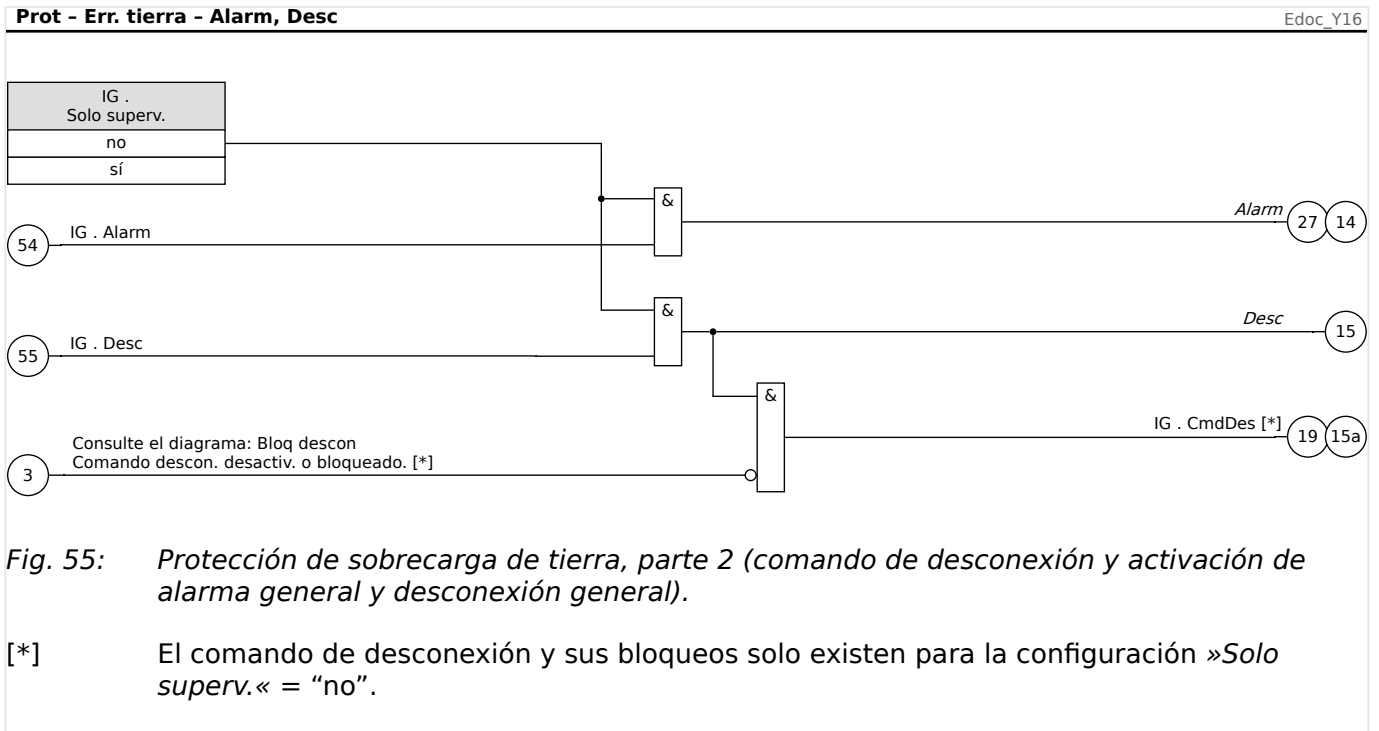 Prot – Err. tierra – Alarm, Desc
Edoc_Y16
IG .
Solo superv.
no
sí
&
Alarm
27
14
54
IG . Alarm
&
Desc
15
55
IG . Desc
&
IG . CmdDes [*]
19
15a
Consulte el diagrama: Bloq descon
Comando descon. desactiv. o bloqueado. [*]
3
Fig. 55: Protección de sobrecarga de tierra, parte 2 (comando de desconexión y activación de
alarma general y desconexión general).
[*] El comando de desconexión y sus bloqueos solo existen para la configuración »Solo
superv.« = “no”.